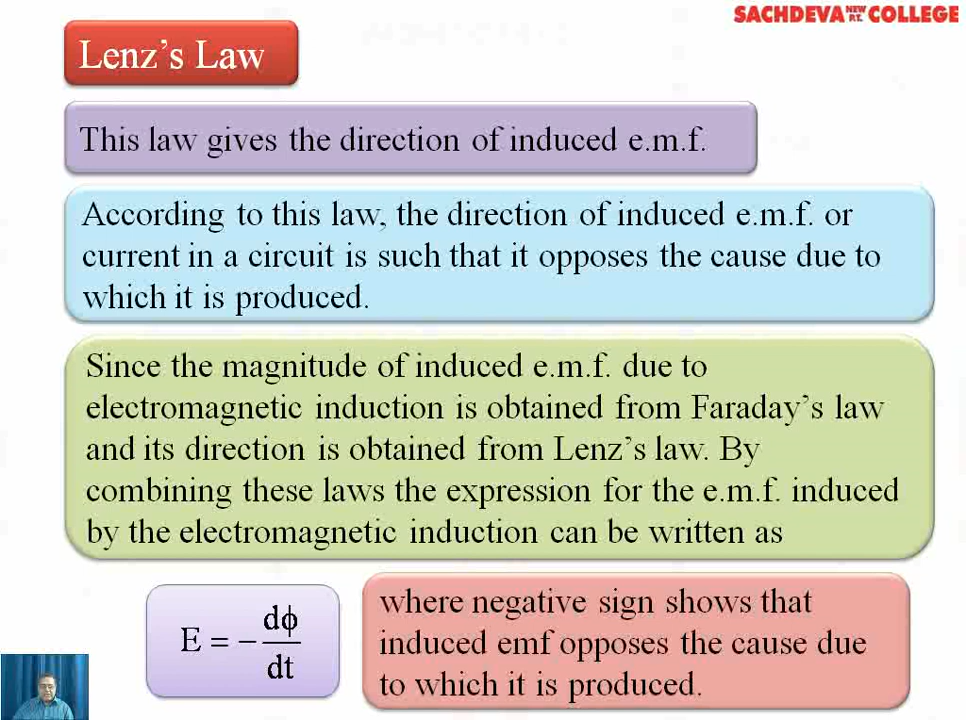 SACHDEVA NEW P.T. COLLEGE
Lenz's Law
This law gives the direction of induced e.m.f.
According to this law, the direction of induced e.m.f. or
current in a circuit is such that it opposes the cause due to
which it is produced.
Since the magnitude of induced e.m.f. due to
electromagnetic induction is obtained from Faraday's law
and its direction is obtained from Lenz's law. By
combining these laws the expression for the e.m.f. induced
by the electromagnetic induction can be written as
E = − dϕ/dt
where negative sign shows that
induced emf opposes the cause due
to which it is produced.